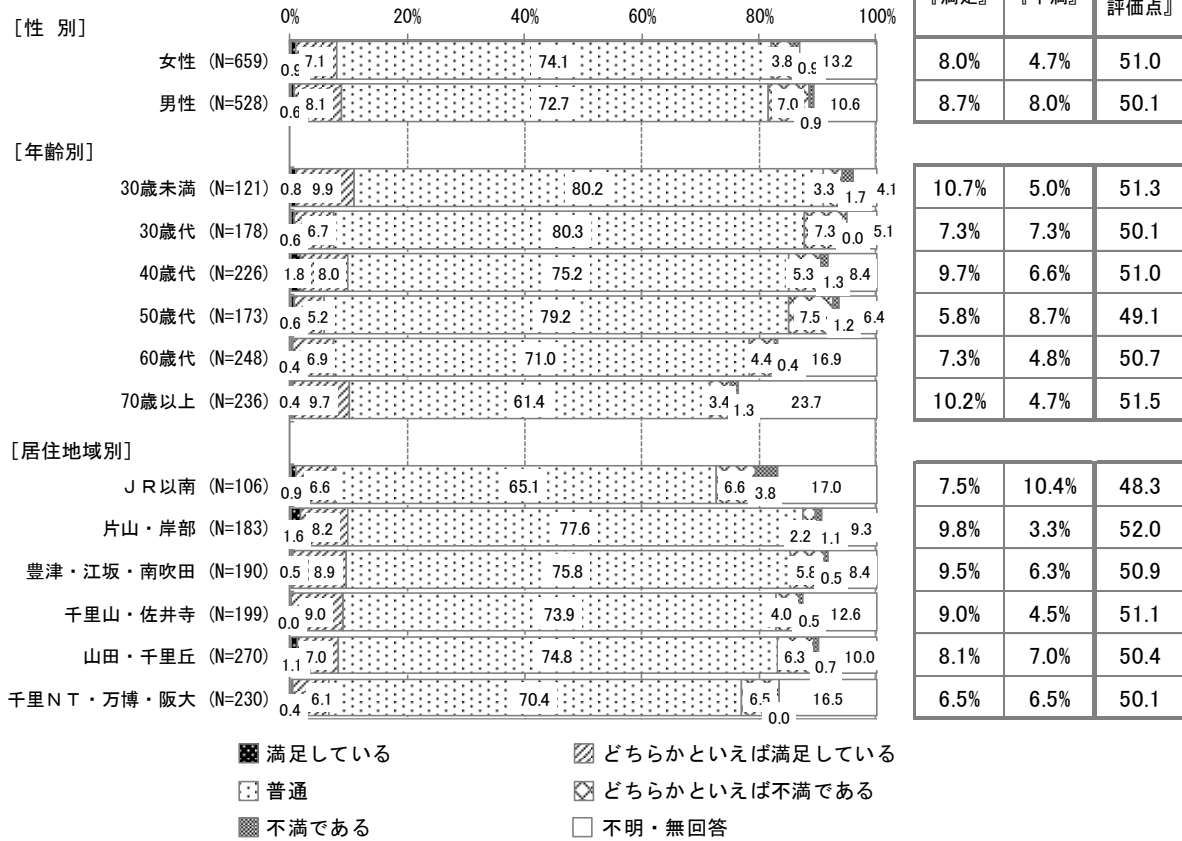 0% 20% 40% 60% 80% 100%
評価点』
[性 別]
女性 (N=659) 0.9 7.1 74.1 3.8 0.9 13.2 8.0% 4.7% 51.0
男性 (N=528) 0.6 8.1 72.7 7.0 0.9 10.6 8.7% 8.0% 50.1
[年齢別]
30歳未満 (N=121) 0.8 9.9 80.2 3.3 1.7 4.1 10.7% 5.0% 51.3
30歳代 (N=178) 0.6 6.7 80.3 7.3 0.0 5.1 7.3% 7.3% 50.1
40歳代 (N=226) 1.8 8.0 75.2 5.3 1.3 8.4 9.7% 6.6% 51.0
50歳代 (N=173) 0.6 5.2 79.2 7.5 1.2 6.4 5.8% 8.7% 49.1
60歳代 (N=248) 0.4 6.9 71.0 4.4 0.4 16.9 7.3% 4.8% 50.7
70歳以上 (N=236) 0.4 9.7 61.4 3.4 1.3 23.7 10.2% 4.7% 51.5
[居住地域別]
ＪＲ以南 (N=106) 0.9 6.6 65.1 6.6 3.8 17.0 7.5% 10.4% 48.3
片山・岸部 (N=183) 1.6 8.2 77.6 2.2 1.1 9.3 9.8% 3.3% 52.0
豊津・江坂・南吹田 (N=190) 0.5 8.9 75.8 5.8 0.5 8.4 9.5% 6.3% 50.9
千里山・佐井寺 (N=199) 0.0 9.0 73.9 4.0 0.5 12.6 9.0% 4.5% 51.1
山田・千里丘 (N=270) 1.1 7.0 74.8 6.3 0.7 10.0 8.1% 7.0% 50.4
千里ＮＴ・万博・阪大 (N=230) 0.4 6.1 70.4 6.5 0.0 16.5 6.5% 6.5% 50.1
満足している どちらかといえば満足している
普通 どちらかといえば不満である
不満である 不明・無回答